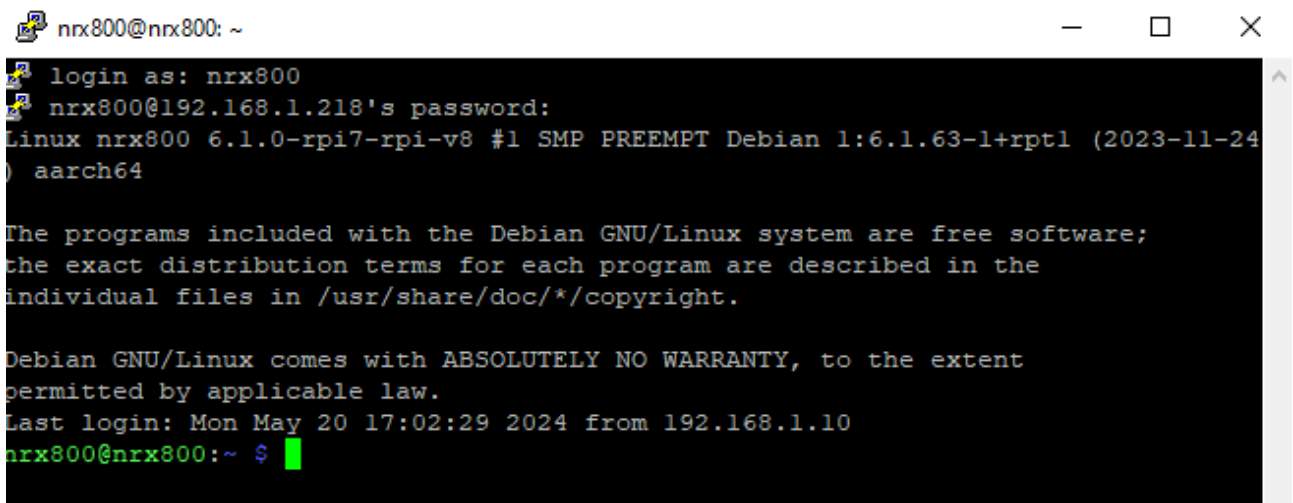 nrx800@nrx800: ~
login as: nrx800
nrx800@192.168.1.218's password:
Linux nrx800 6.1.0-rpi7-rpi-v8 #1 SMP PREEMPT Debian 1:6.1.63-1+rpt1 (2023-11-24
) aarch64
The programs included with the Debian GNU/Linux system are free software;
the exact distribution terms for each program are described in the
individual files in /usr/share/doc/*/copyright.
Debian GNU/Linux comes with ABSOLUTELY NO WARRANTY, to the extent
permitted by applicable law.
Last login: Mon May 20 17:02:29 2024 from 192.168.1.10
nrx800@nrx800:~ $